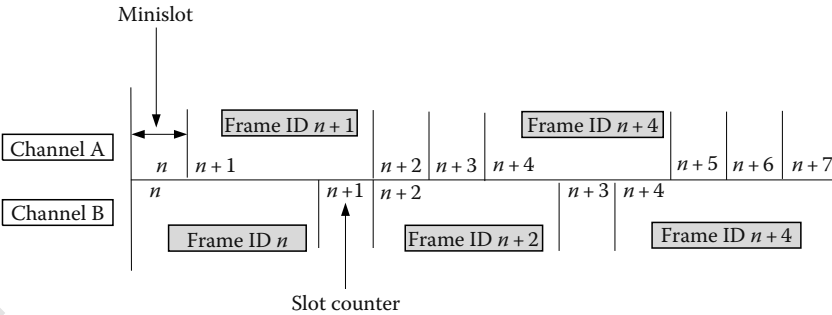 Minislot
Frame ID n + 1
Frame ID n + 4
Channel A
n
n + 1
n + 2
n + 3
n + 4
n + 5
n + 6
n + 7
n
n + 1
n + 2
n + 3
n + 4
Channel B
Frame ID n
Frame ID n + 2
Frame ID n + 4
Slot counter